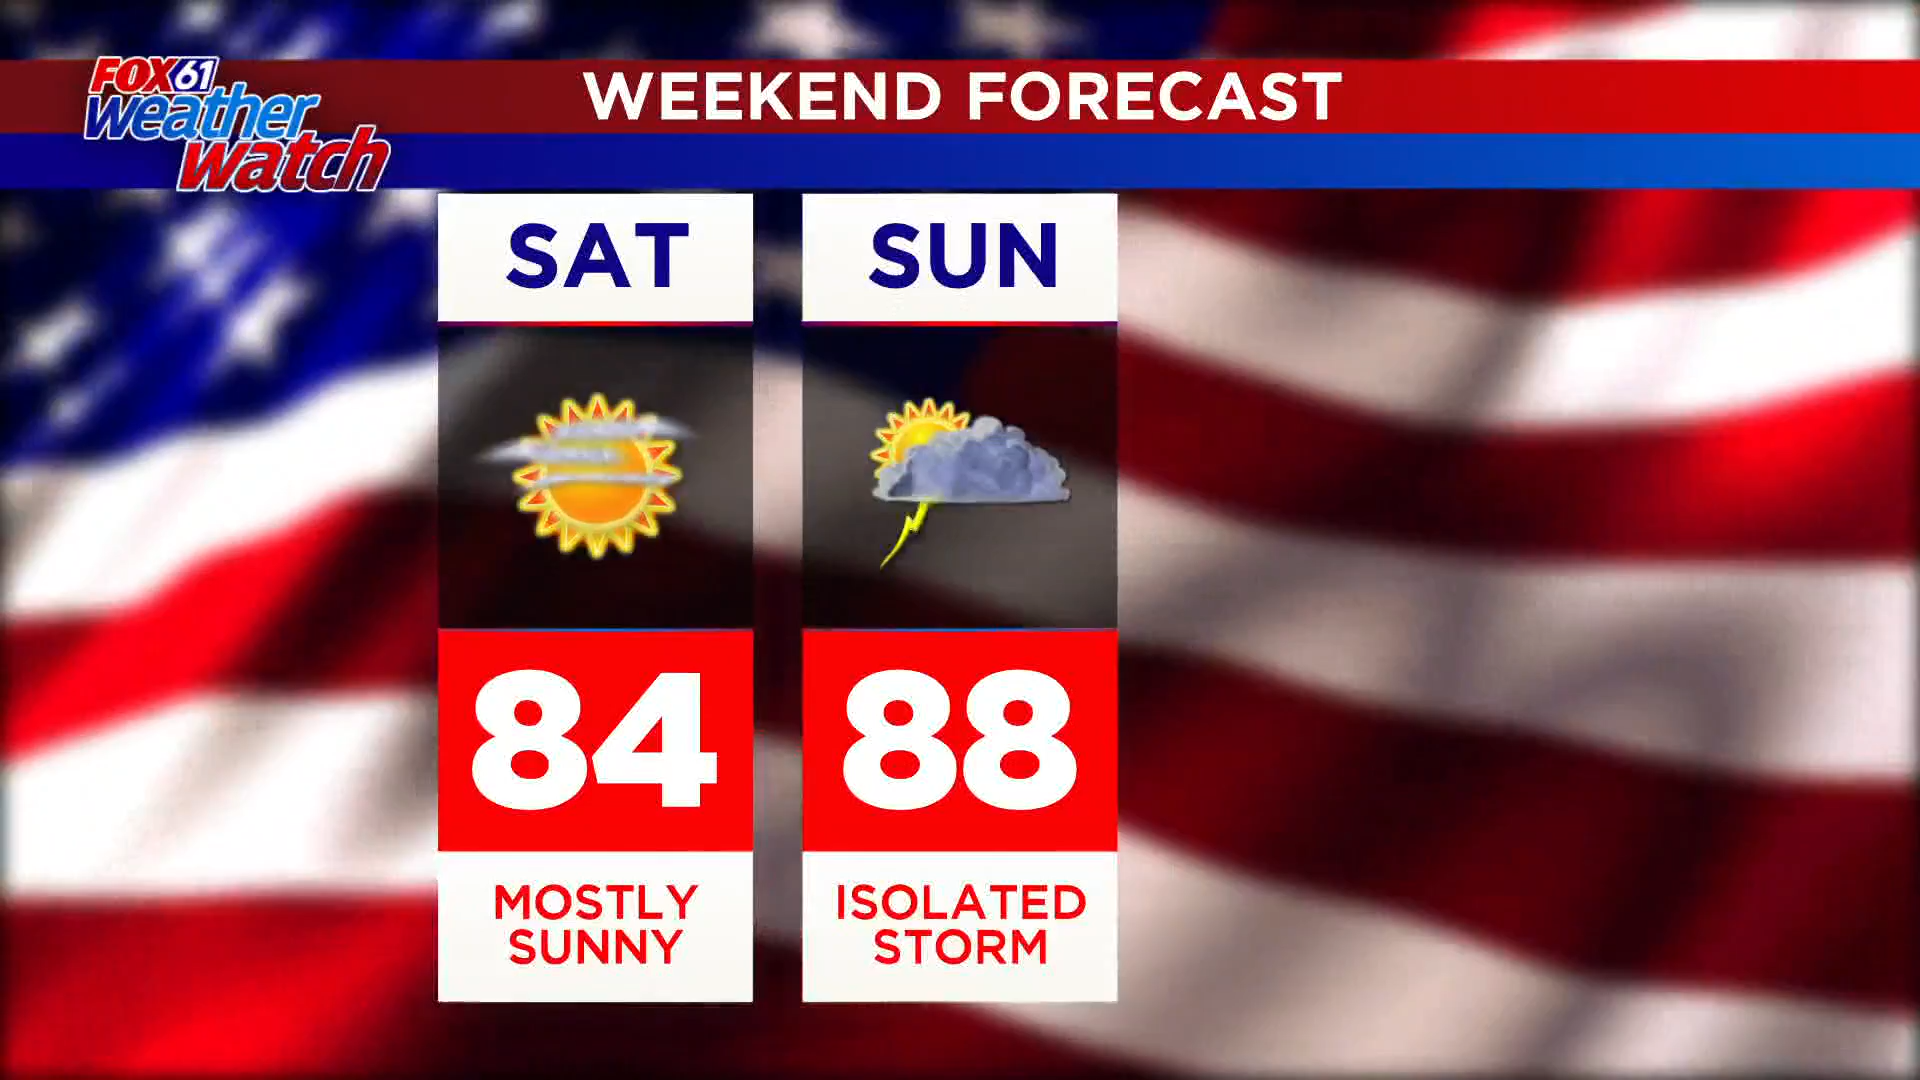 FOX61
Weather
Watch
WEEKEND FORECAST
SAT
SUN
84
88
MOSTLY
SUNNY
ISOLATED
STORM